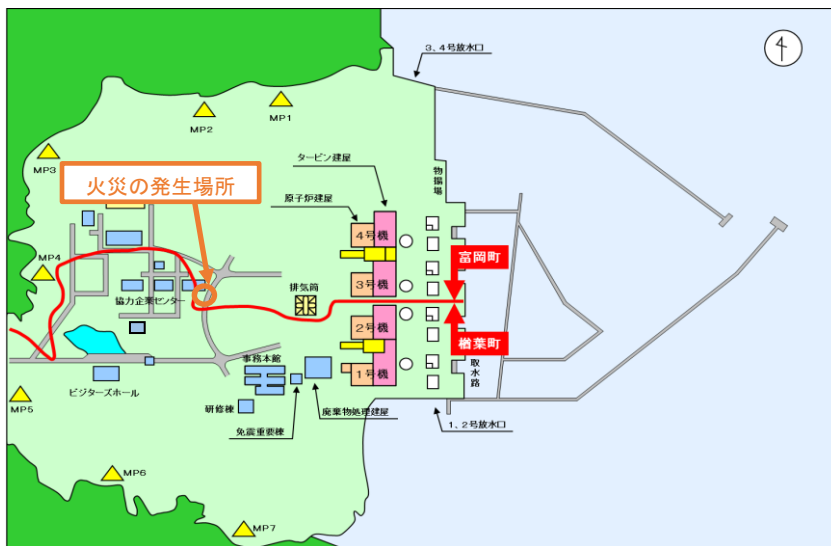 3, 4号放水口
MP1
MP2
MP3
タービン建屋
物揚場
火災の発生場所
原子炉建屋
4号機
MP4
富岡町
3号機
排気筒
協力企業センター
2号機
楢葉町
事務本館
取水路
1号機
ビジターズホール
MP5
研修棟
廃棄物処理建屋
免震重要棟
1, 2号放水口
MP6
MP7